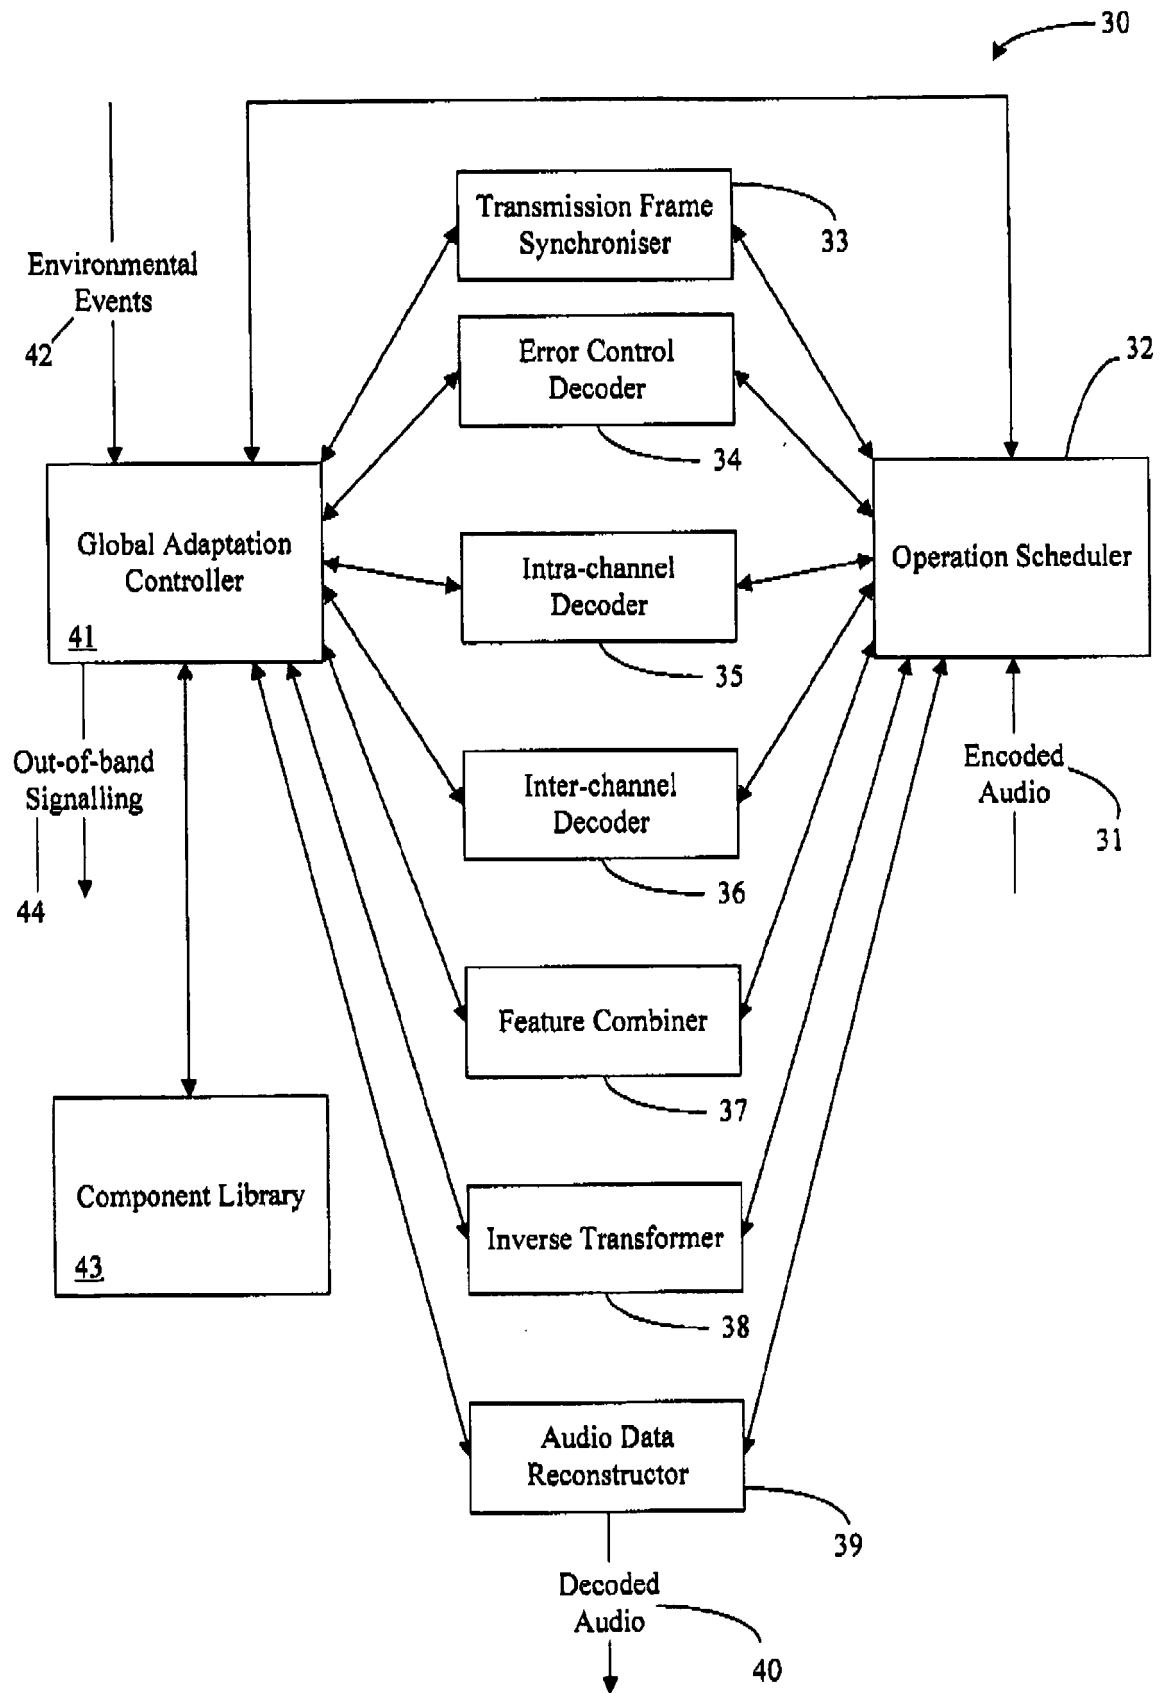 30
Transmission Frame
Synchroniser
33
Environmental
Events
42
Error Control
Decoder
34
32
Global Adaptation
Controller
41
Intra-channel
Decoder
35
Operation Scheduler
Out-of-band
Signalling
44
Inter-channel
Decoder
36
Encoded
Audio
31
Feature Combiner
37
Component Library
43
Inverse Transformer
38
Audio Data
Reconstructor
39
Decoded
Audio
40